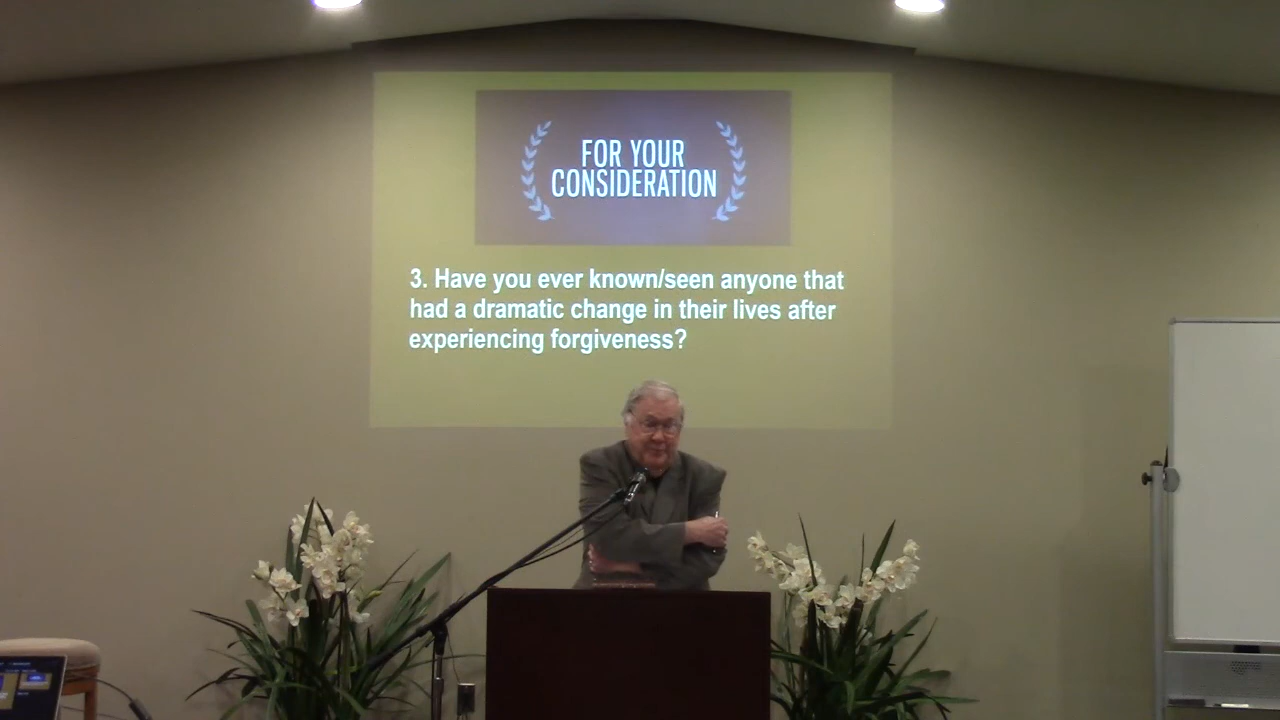 FOR YOUR
CONSIDERATION
3. Have you ever known/seen anyone that
had a dramatic change in their lives after
experiencing forgiveness?